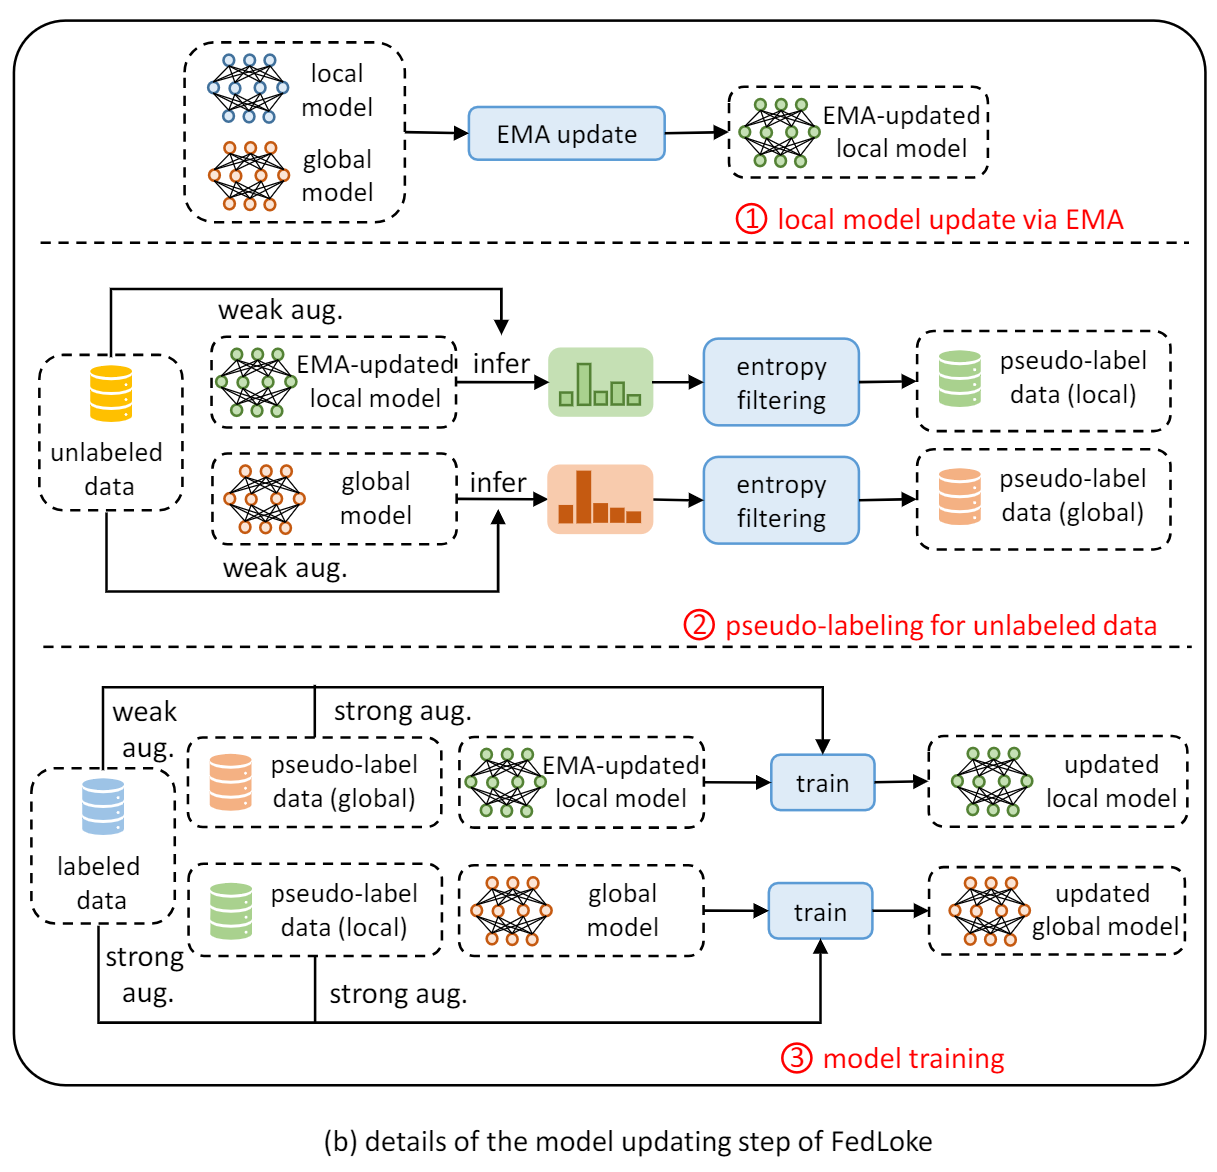 local
model
global
model
EMA update
EMA-updated
local model
① local model update via EMA
weak aug.
EMA-updated
local model
infer
entropy
filtering
pseudo-label
data (local)
unlabeled
data
global
model
infer
entropy
filtering
pseudo-label
data (global)
weak aug.
② pseudo-labeling for unlabeled data
weak
aug.
strong aug.
pseudo-label
data (global)
EMA-updated
local model
train
updated
local model
labeled
data
pseudo-label
data (local)
global
model
train
updated
global model
strong
aug.
strong aug.
③ model training
(b) details of the model updating step of FedLoke